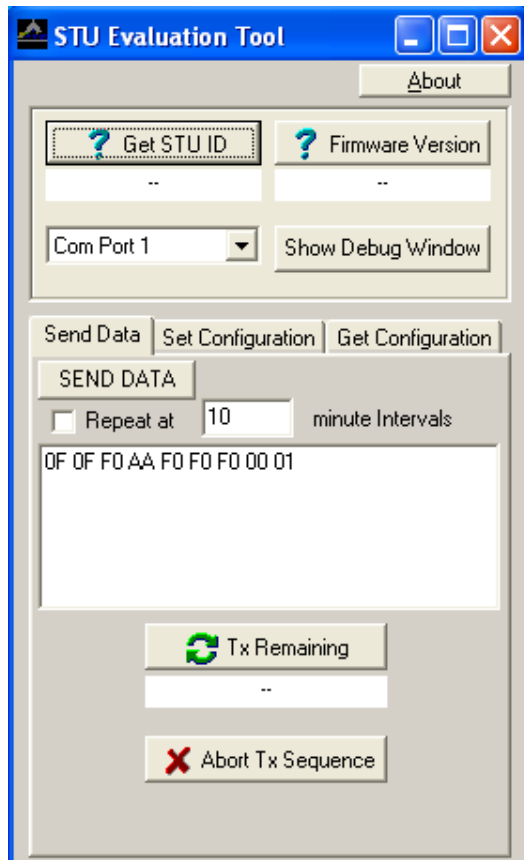 STU Evaluation Tool
About
? Get STU ID
? Firmware Version
--
--
Com Port 1
Show Debug Window
Send Data
Set Configuration
Get Configuration
SEND DATA
Repeat at 10 minute Intervals
0F 0F F0 AA F0 F0 F0 00 01
Tx Remaining
--
Abort Tx Sequence